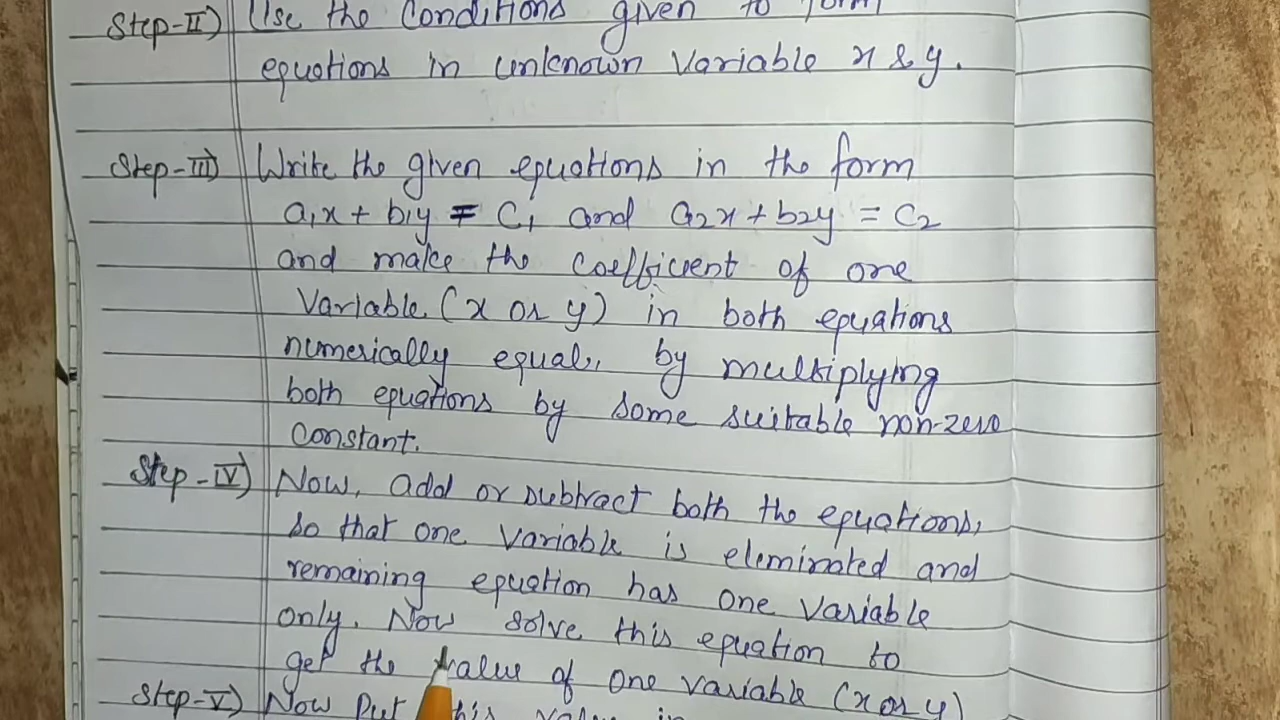 Step-II) Use the Conditions given to form
equations in unknown Variable x & y.
Step-III) Write the given equations in the form
a₁x + b₁y = C₁ and a₂x + b₂y = C₂
and make the Coefficient of one
Variable (x or y) in both equations
numerically equal, by multiplying
both equations by some suitable non-zero
Constant.
Step-IV) Now, add or subtract both the equations,
so that one variable is eleminated and
remaining equation has one Variable
only. Now solve this equation to
get the value of one variable (x or y)
Step-V) Now Put this value in